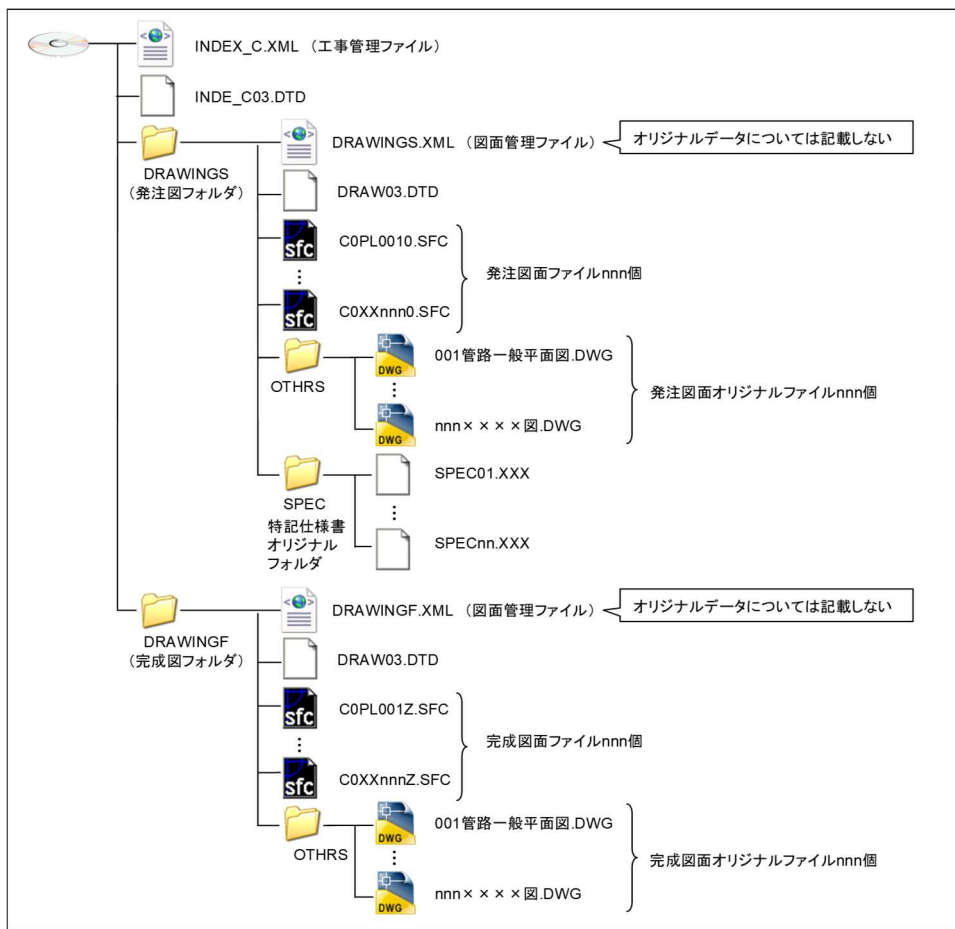 INDEX_C.XML （工事管理ファイル）
INDE_C03.DTD
DRAWINGS
（発注図フォルダ）
DRAWINGS.XML （図面管理ファイル）
オリジナルデータについては記載しない
DRAW03.DTD
sfc
C0PL0010.SFC
⋮
sfc
C0XXnnn0.SFC
発注図面ファイルnnn個
OTHRS
DWG
001管路一般平面図.DWG
⋮
DWG
nnn××××図.DWG
発注図面オリジナルファイルnnn個
SPEC
特記仕様書
オリジナル
フォルダ
SPEC01.XXX
⋮
SPECnn.XXX
DRAWINGF
（完成図フォルダ）
DRAWINGF.XML （図面管理ファイル）
オリジナルデータについては記載しない
DRAW03.DTD
sfc
C0PL001Z.SFC
⋮
sfc
C0XXnnnZ.SFC
完成図面ファイルnnn個
OTHRS
DWG
001管路一般平面図.DWG
⋮
DWG
nnn××××図.DWG
完成図面オリジナルファイルnnn個